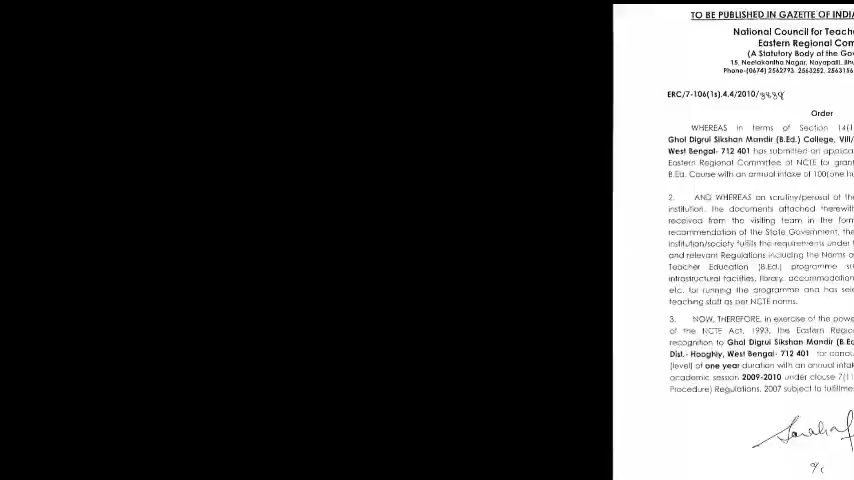 TO BE PUBLISHED IN GAZETTE OF INDIA
National Council for Teache
Eastern Regional Com
(A Statutory Body of the Gov
15, Neelakantha Nagar, Nayapalli, Bhu
Phone-(0674) 2562793, 2563252, 2563156
ERC/7-106(1s).4.4/2010/
Order
WHEREAS in terms of Section 14(1
Ghol Digrui Sikshan Mandir (B.Ed.) College, Vill/
West Bengal- 712 401 has submitted an applica
Eastern Regional Committee of NCTE for grant
B.Ed. Course with an annual intake of 100(one hu
2. AND WHEREAS on scrutiny/perusal of the
institution, the documents attached therewith
received from the visiting team in the form
recommendation of the State Government, the
institution/society fulfills the requirements under t
and relevant Regulations including the Norms a
Teacher Education (B.Ed.) programme su
infrastructural facilities, library, accommodation
etc. for running the programme and has sele
teaching staff as per NCTE norms.
3. NOW, THEREFORE, in exercise of the powe
of the NCTE Act, 1993, the Eastern Regio
recognition to Ghol Digrui Sikshan Mandir (B.Ed
Dist.- Hooghly, West Bengal- 712 401 for conduc
(level) of one year duration with an annual intak
academic session 2009-2010 under clause 7(11
Procedure) Regulations, 2007 subject to fulfillme